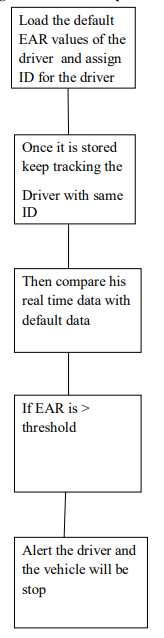 Load the default
EAR values of the
driver and assign
ID for the driver
Once it is stored
keep tracking the
Driver with same
ID
Then compare his
real time data with
default data
If EAR is >
threshold
Alert the driver and
the vehicle will be
stop